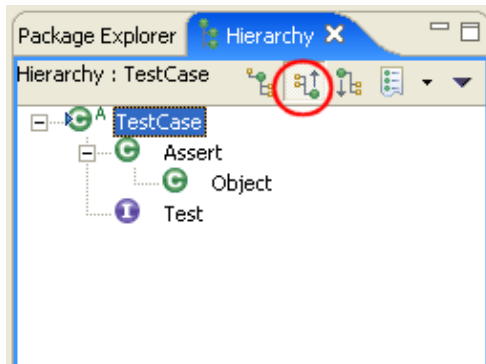 Package Explorer Hierarchy
Hierarchy : TestCase
A TestCase
C Assert
C Object
I Test